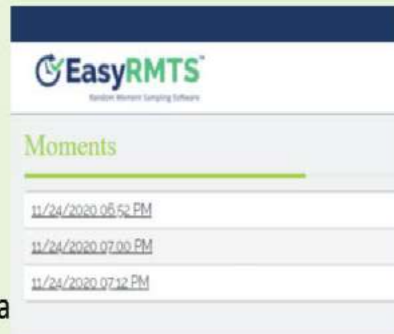 EasyRMTS™
Random Moment Sampling Software
Moments
11/24/2020 06:52 PM
11/24/2020 07:00 PM
11/24/2020 07:12 PM
a